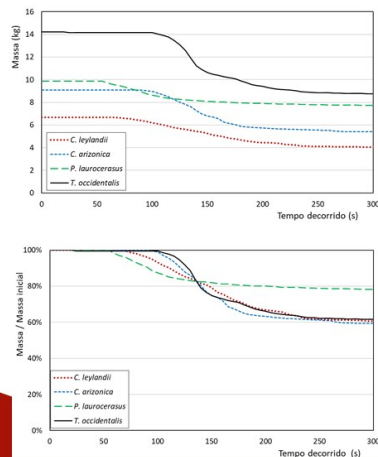 Massa (kg)
16
14
12
10
8
6
4
2
0
C. leylandii
C. arizonica
P. laurocerasus
T. occidentalis
0 50 100 150 200 250 300
Tempo decorrido (s)
Massa / Massa inicial
100%
80%
60%
40%
20%
0%
C. leylandii
C. arizonica
P. laurocerasus
T. occidentalis
0 50 100 150 200 250 300
Tempo decorrido (s)